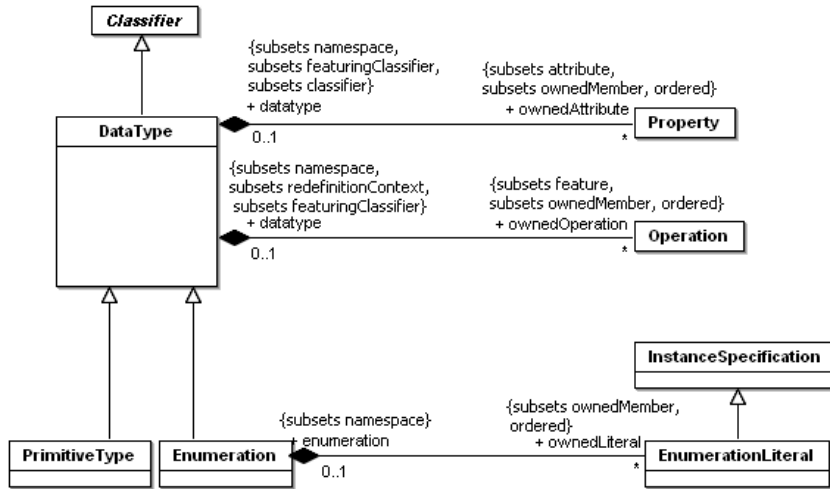 Classifier
{subsets namespace,
subsets featuringClassifier,
subsets classifier}
+ datatype
0..1
{subsets attribute,
subsets ownedMember, ordered}
+ ownedAttribute
*
Property
DataType
{subsets namespace,
subsets redefinitionContext,
subsets featuringClassifier}
+ datatype
0..1
{subsets feature,
subsets ownedMember, ordered}
+ ownedOperation
*
Operation
InstanceSpecification
PrimitiveType
Enumeration
{subsets namespace}
+ enumeration
0..1
{subsets ownedMember,
ordered}
+ ownedLiteral
*
EnumerationLiteral